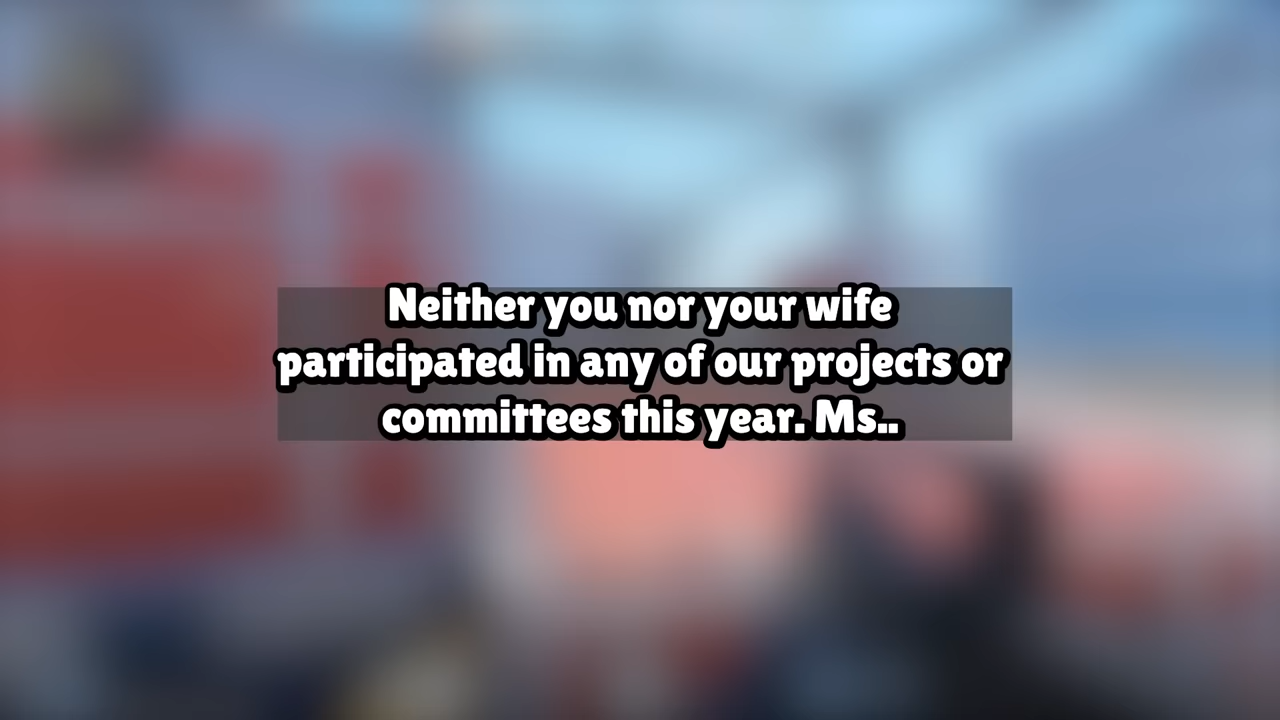 Neither you nor your wife
participated in any of our projects or
committees this year. Ms..